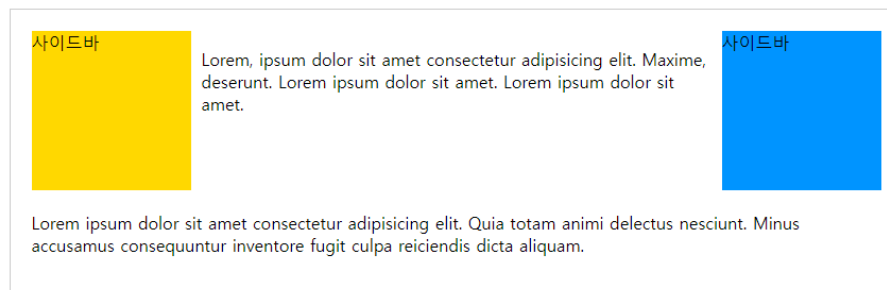 사이드바
Lorem, ipsum dolor sit amet consectetur adipisicing elit. Maxime,
deserunt. Lorem ipsum dolor sit amet. Lorem ipsum dolor sit
amet.
사이드바
Lorem ipsum dolor sit amet consectetur adipisicing elit. Quia totam animi delectus nesciunt. Minus
accusamus consequuntur inventore fugit culpa reiciendis dicta aliquam.